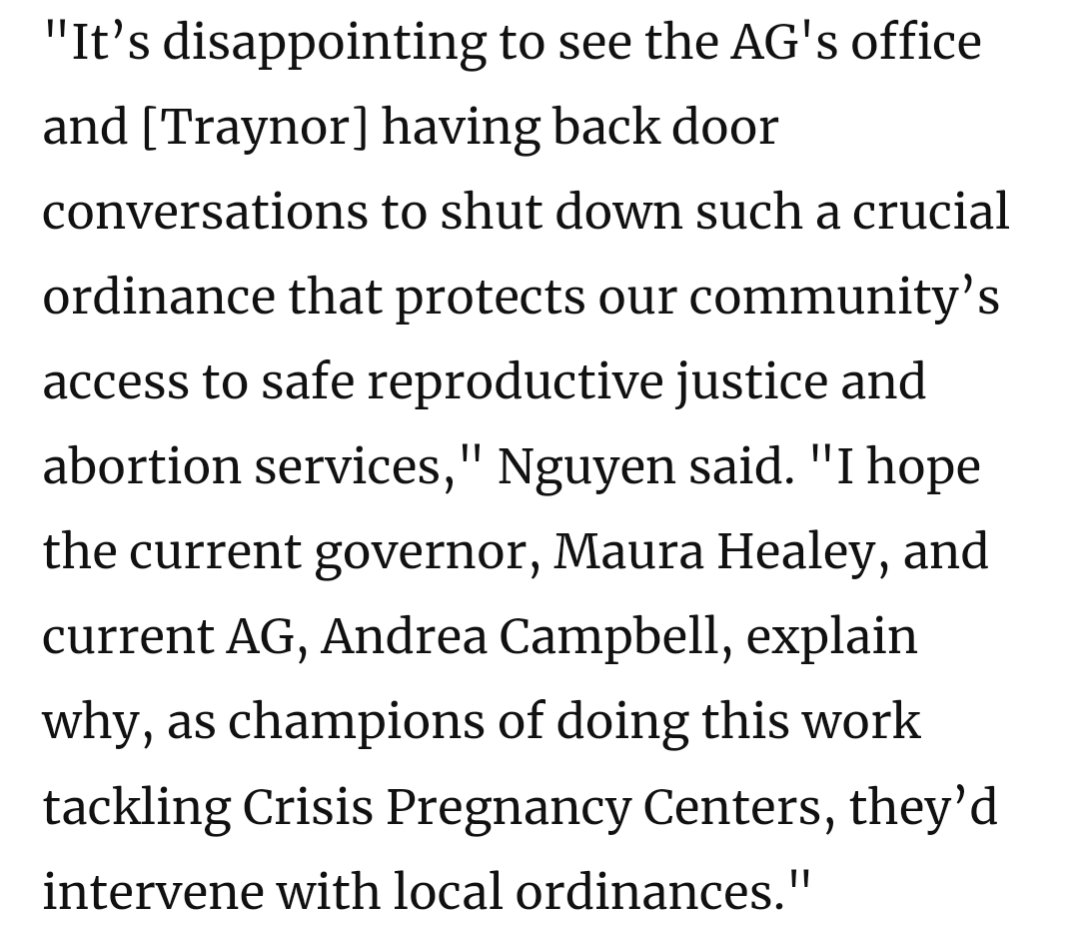 "It’s disappointing to see the AG's office
and [Traynor] having back door
conversations to shut down such a crucial
ordinance that protects our community’s
access to safe reproductive justice and
abortion services," Nguyen said. "I hope
the current governor, Maura Healey, and
current AG, Andrea Campbell, explain
why, as champions of doing this work
tackling Crisis Pregnancy Centers, they’d
intervene with local ordinances."